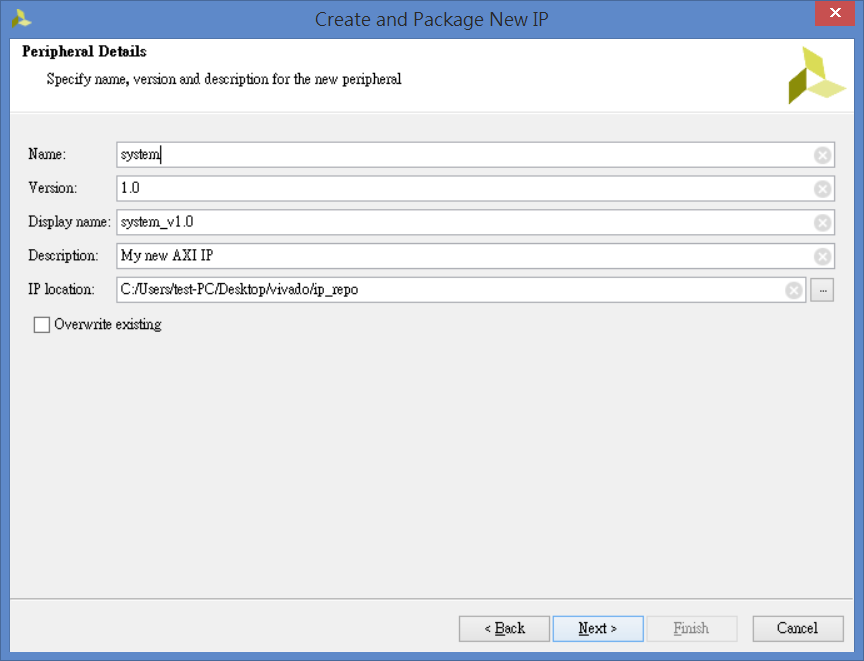 Create and Package New IP
Peripheral Details
Specify name, version and description for the new peripheral
Name: system
Version: 1.0
Display name: system_v1.0
Description: My new AXI IP
IP location: C:/Users/test-PC/Desktop/vivado/ip_repo ...
Overwrite existing
< Back Next > Finish Cancel